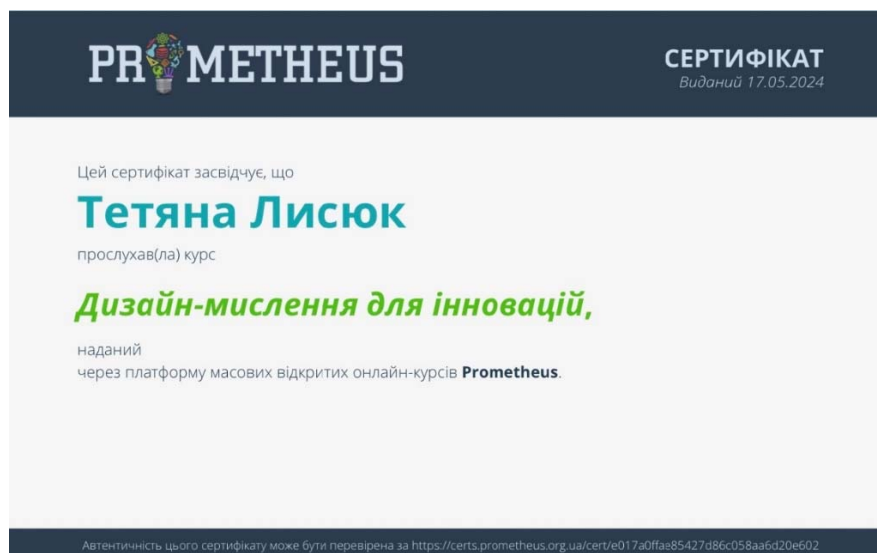 PROMETHEUS
СЕРТИФІКАТ
Виданий 17.05.2024
Цей сертифікат засвідчує, що
Тетяна Лисюк
прослухав(ла) курс
Дизайн-мислення для інновацій,
наданий
через платформу масових відкритих онлайн-курсів Prometheus.
Автентичність цього сертифікату може бути перевірена за https://certs.prometheus.org.ua/cert/e017a0ffae85427d86c058aa6d20e602